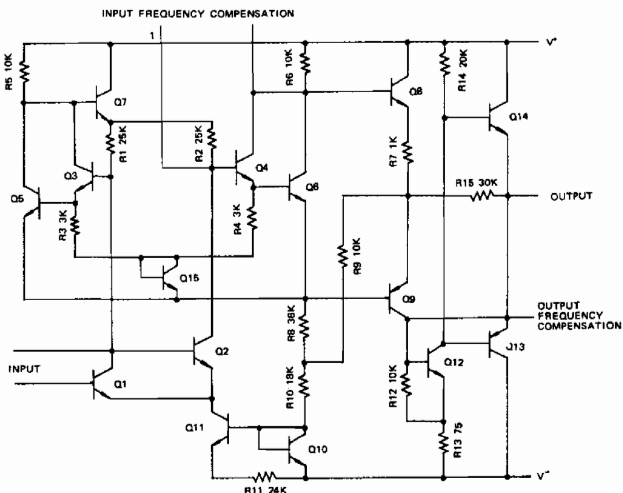 INPUT FREQUENCY COMPENSATION
1
V+
R5 10K
R6 10K
R14 20K
Q7
Q8
Q14
R1 25K
R2 25K
Q3
Q4
Q6
R7 1K
Q5
R15 30K
OUTPUT
R3 3K
R4 3K
R9 10K
Q15
Q9
OUTPUT
FREQUENCY
COMPENSATION
R8 36K
Q2
Q12
Q13
INPUT
Q1
R10 18K
R12 10K
Q11
Q10
R13 75
R11 24K
V-